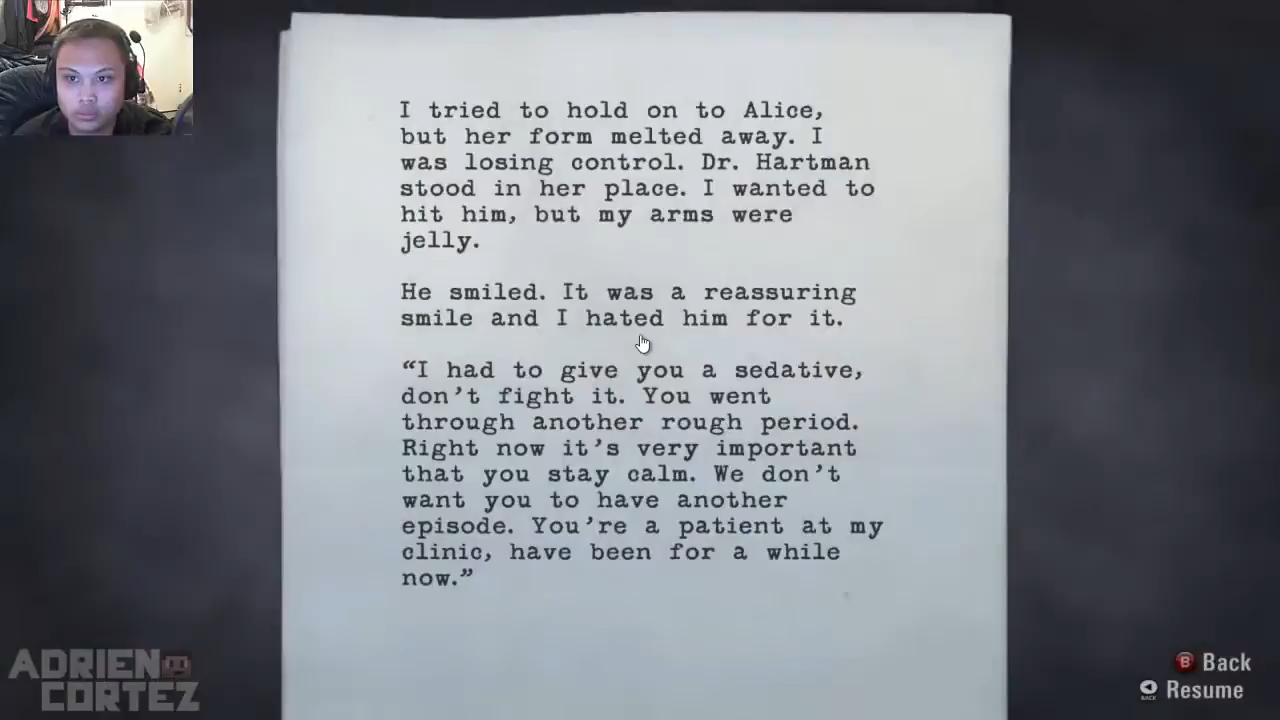 I tried to hold on to Alice,
but her form melted away. I
was losing control. Dr. Hartman
stood in her place. I wanted to
hit him, but my arms were
jelly.
He smiled. It was a reassuring
smile and I hated him for it.
“I had to give you a sedative,
don’t fight it. You went
through another rough period.
Right now it’s very important
that you stay calm. We don’t
want you to have another
episode. You’re a patient at my
clinic, have been for a while
now.”
ADRIEN
CORTEZ
B Back
BACK Resume